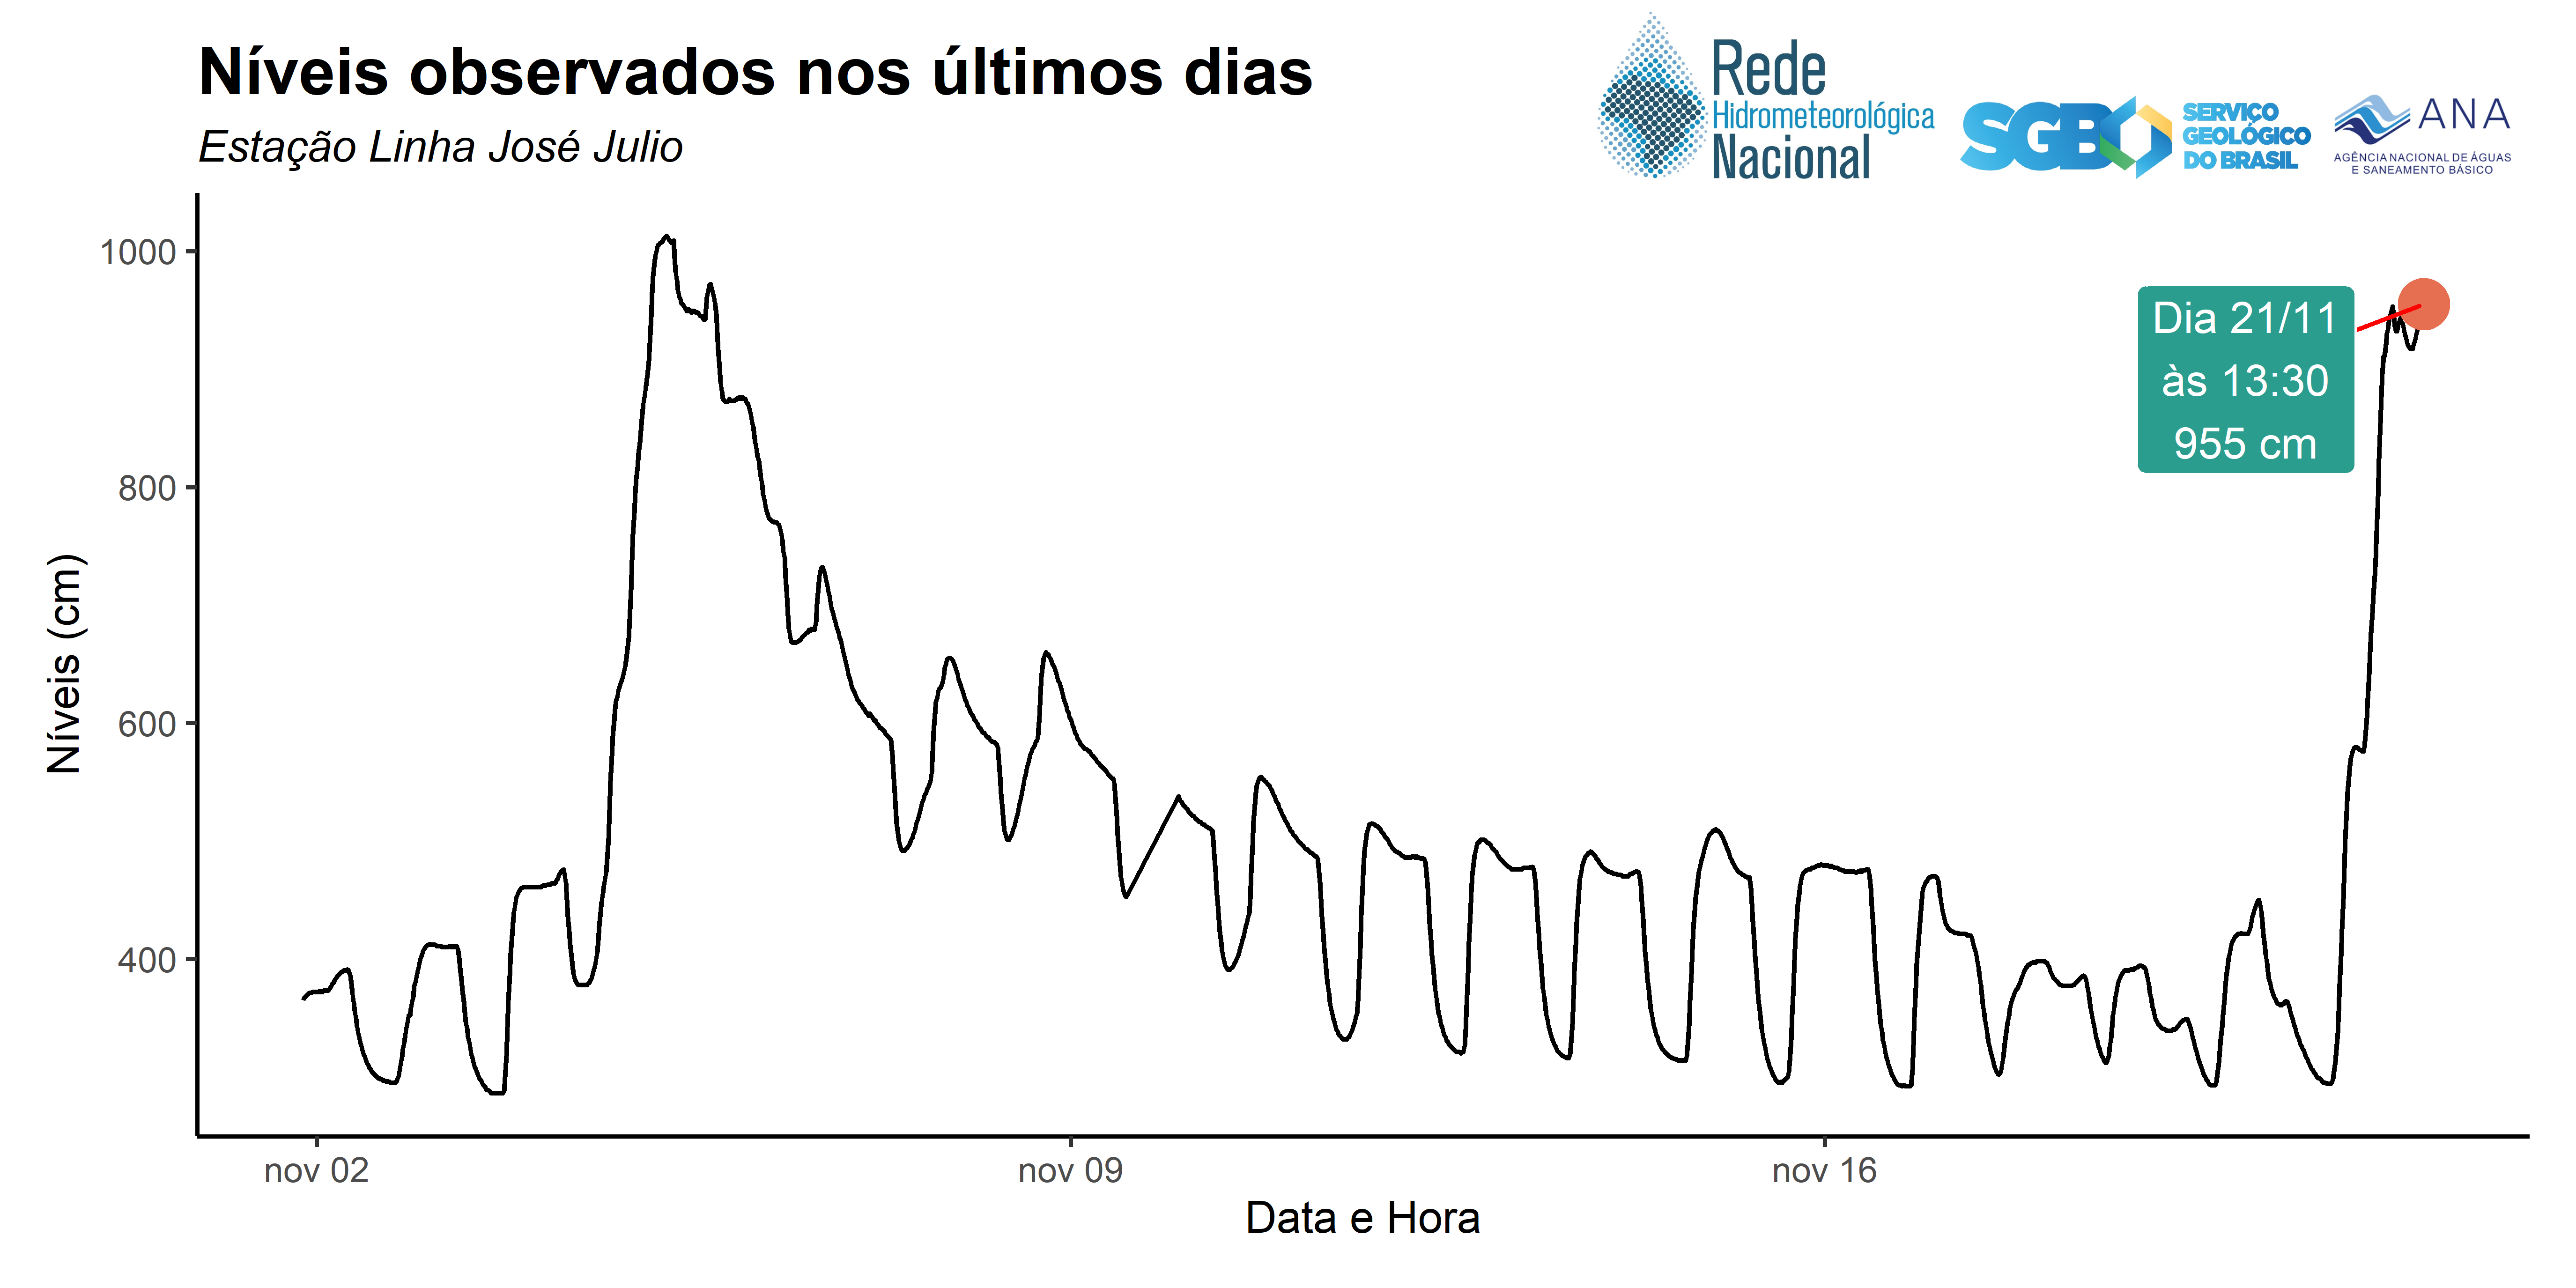 Níveis observados nos últimos dias
Estação Linha José Julio
Rede
Hidrometeorológica
Nacional
SGB
SERVIÇO
GEOLÓGICO
DO BRASIL
ANA
AGÊNCIA NACIONAL DE ÁGUAS
E SANEAMENTO BÁSICO
1000
800
600
400
Níveis (cm)
Dia 21/11
às 13:30
955 cm
nov 02
nov 09
nov 16
Data e Hora